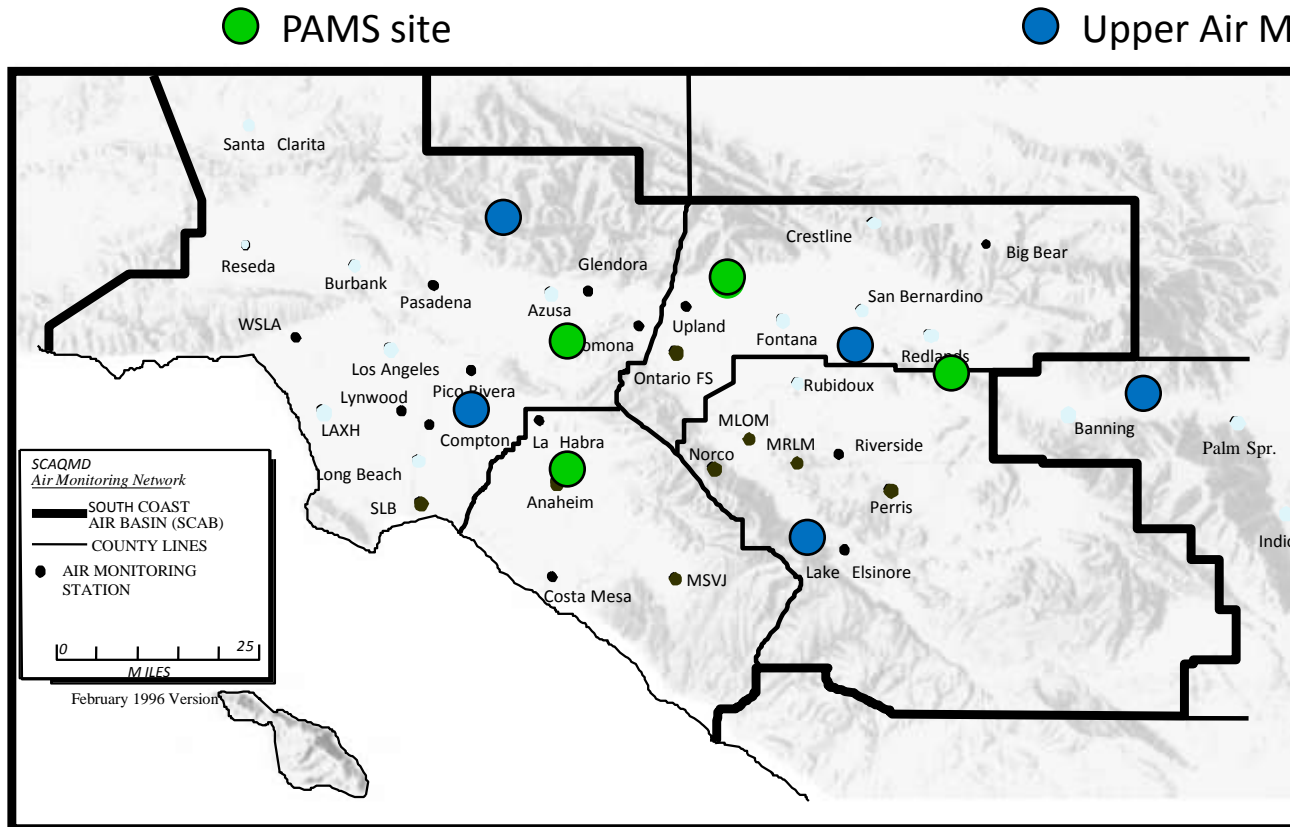 PAMS site
Upper Air M
Santa Clarita
Crestline
Big Bear
Reseda
Burbank
Glendora
Pasadena
Azusa
San Bernardino
WSLA
Upland
Fontana
Redlands
Los Angeles
Ontario FS
Rubidoux
Lynwood
Pico Rivera
LAXH
Compton
La Habra
MLOM
MRLM
Riverside
Banning
Palm Spr.
Norco
Long Beach
SLB
Anaheim
Perris
Lake Elsinore
Costa Mesa
MSVJ
SCAQMD
Air Monitoring Network
SOUTH COAST
AIR BASIN (SCAB)
COUNTY LINES
AIR MONITORING
STATION
0 25
MILES
February 1996 Version